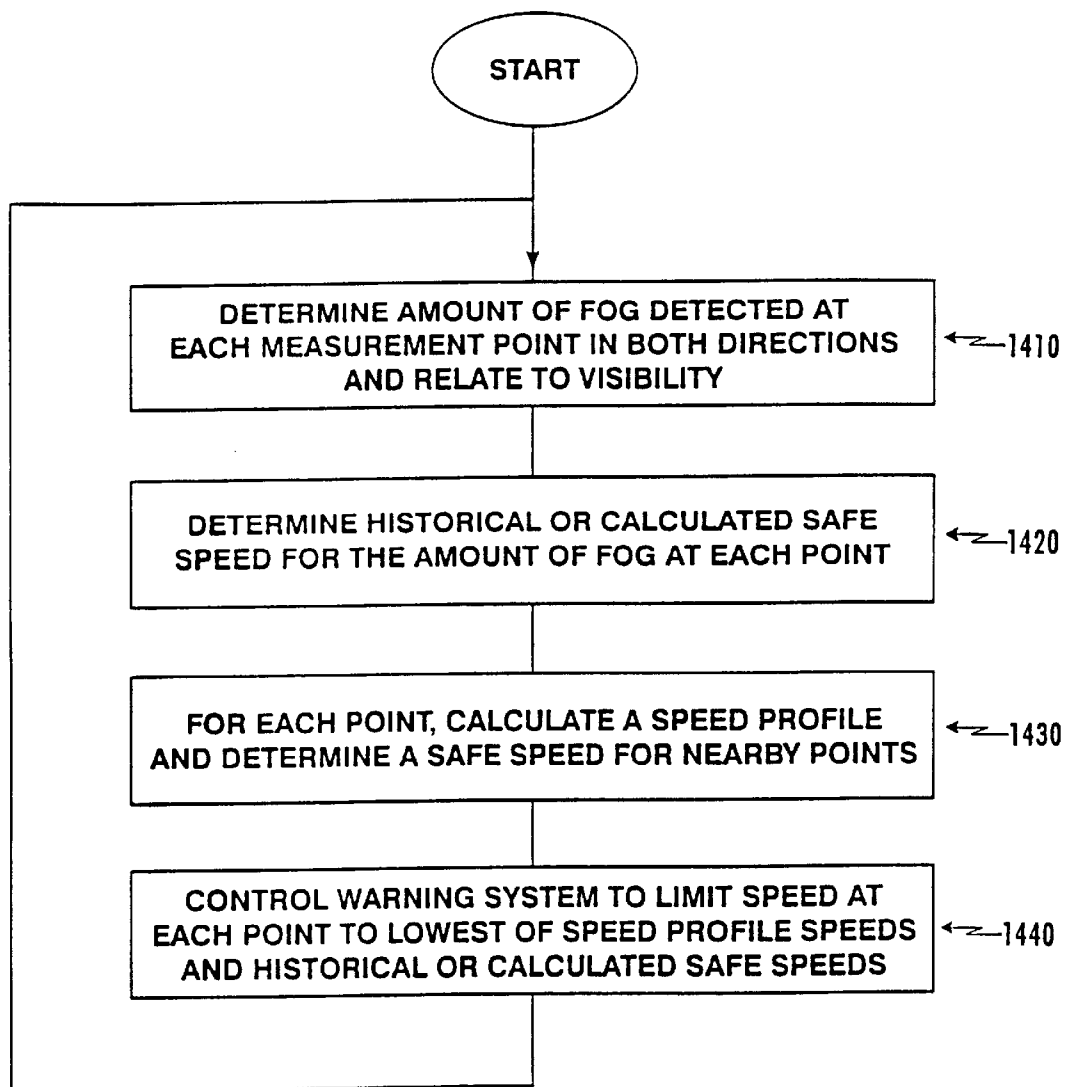 START
DETERMINE AMOUNT OF FOG DETECTED AT
EACH MEASUREMENT POINT IN BOTH DIRECTIONS
AND RELATE TO VISIBILITY
1410
DETERMINE HISTORICAL OR CALCULATED SAFE
SPEED FOR THE AMOUNT OF FOG AT EACH POINT
1420
FOR EACH POINT, CALCULATE A SPEED PROFILE
AND DETERMINE A SAFE SPEED FOR NEARBY POINTS
1430
CONTROL WARNING SYSTEM TO LIMIT SPEED AT
EACH POINT TO LOWEST OF SPEED PROFILE SPEEDS
AND HISTORICAL OR CALCULATED SAFE SPEEDS
1440